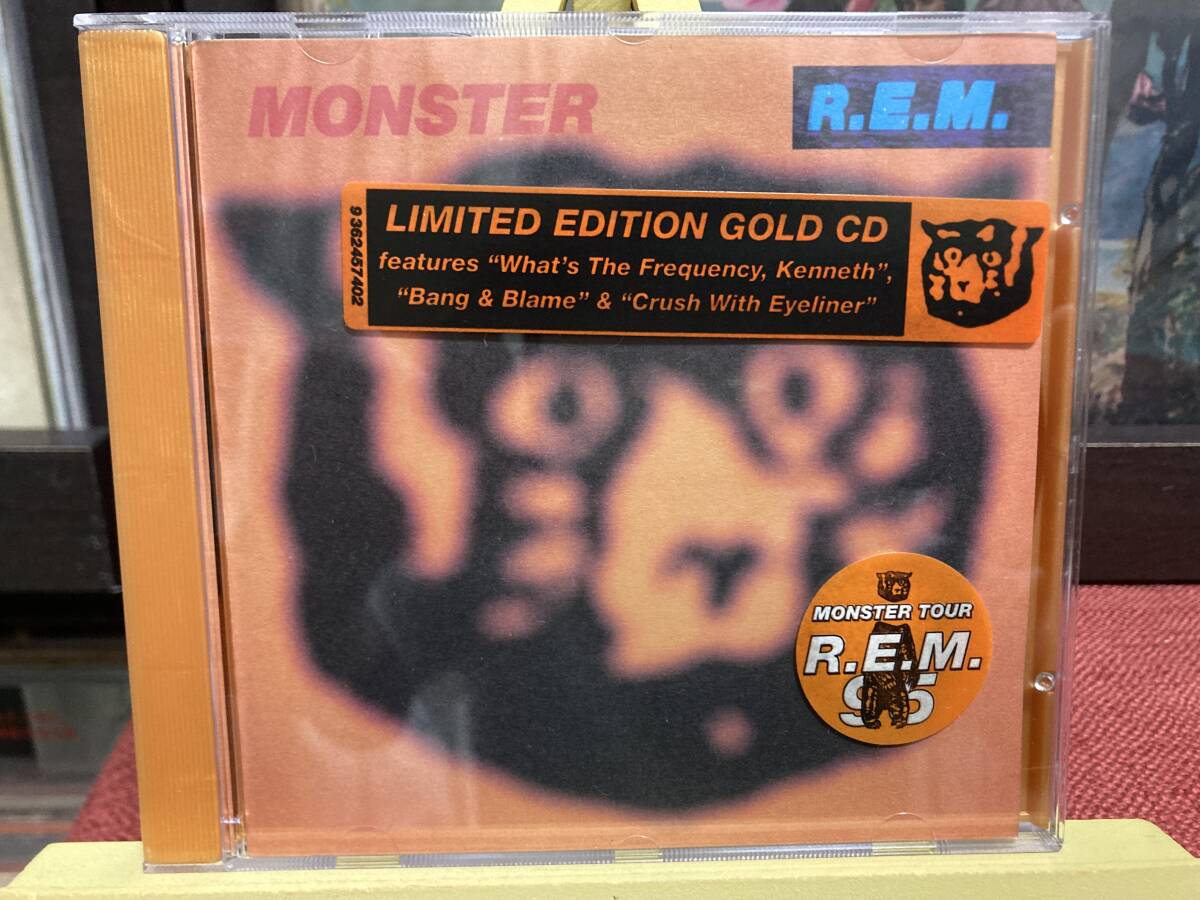 MONSTER
R.E.M.
LIMITED EDITION GOLD CD
features “What's The Frequency, Kenneth”,
“Bang & Blame” & “Crush With Eyeliner”
9362457402
MONSTER TOUR
R.E.M.
95